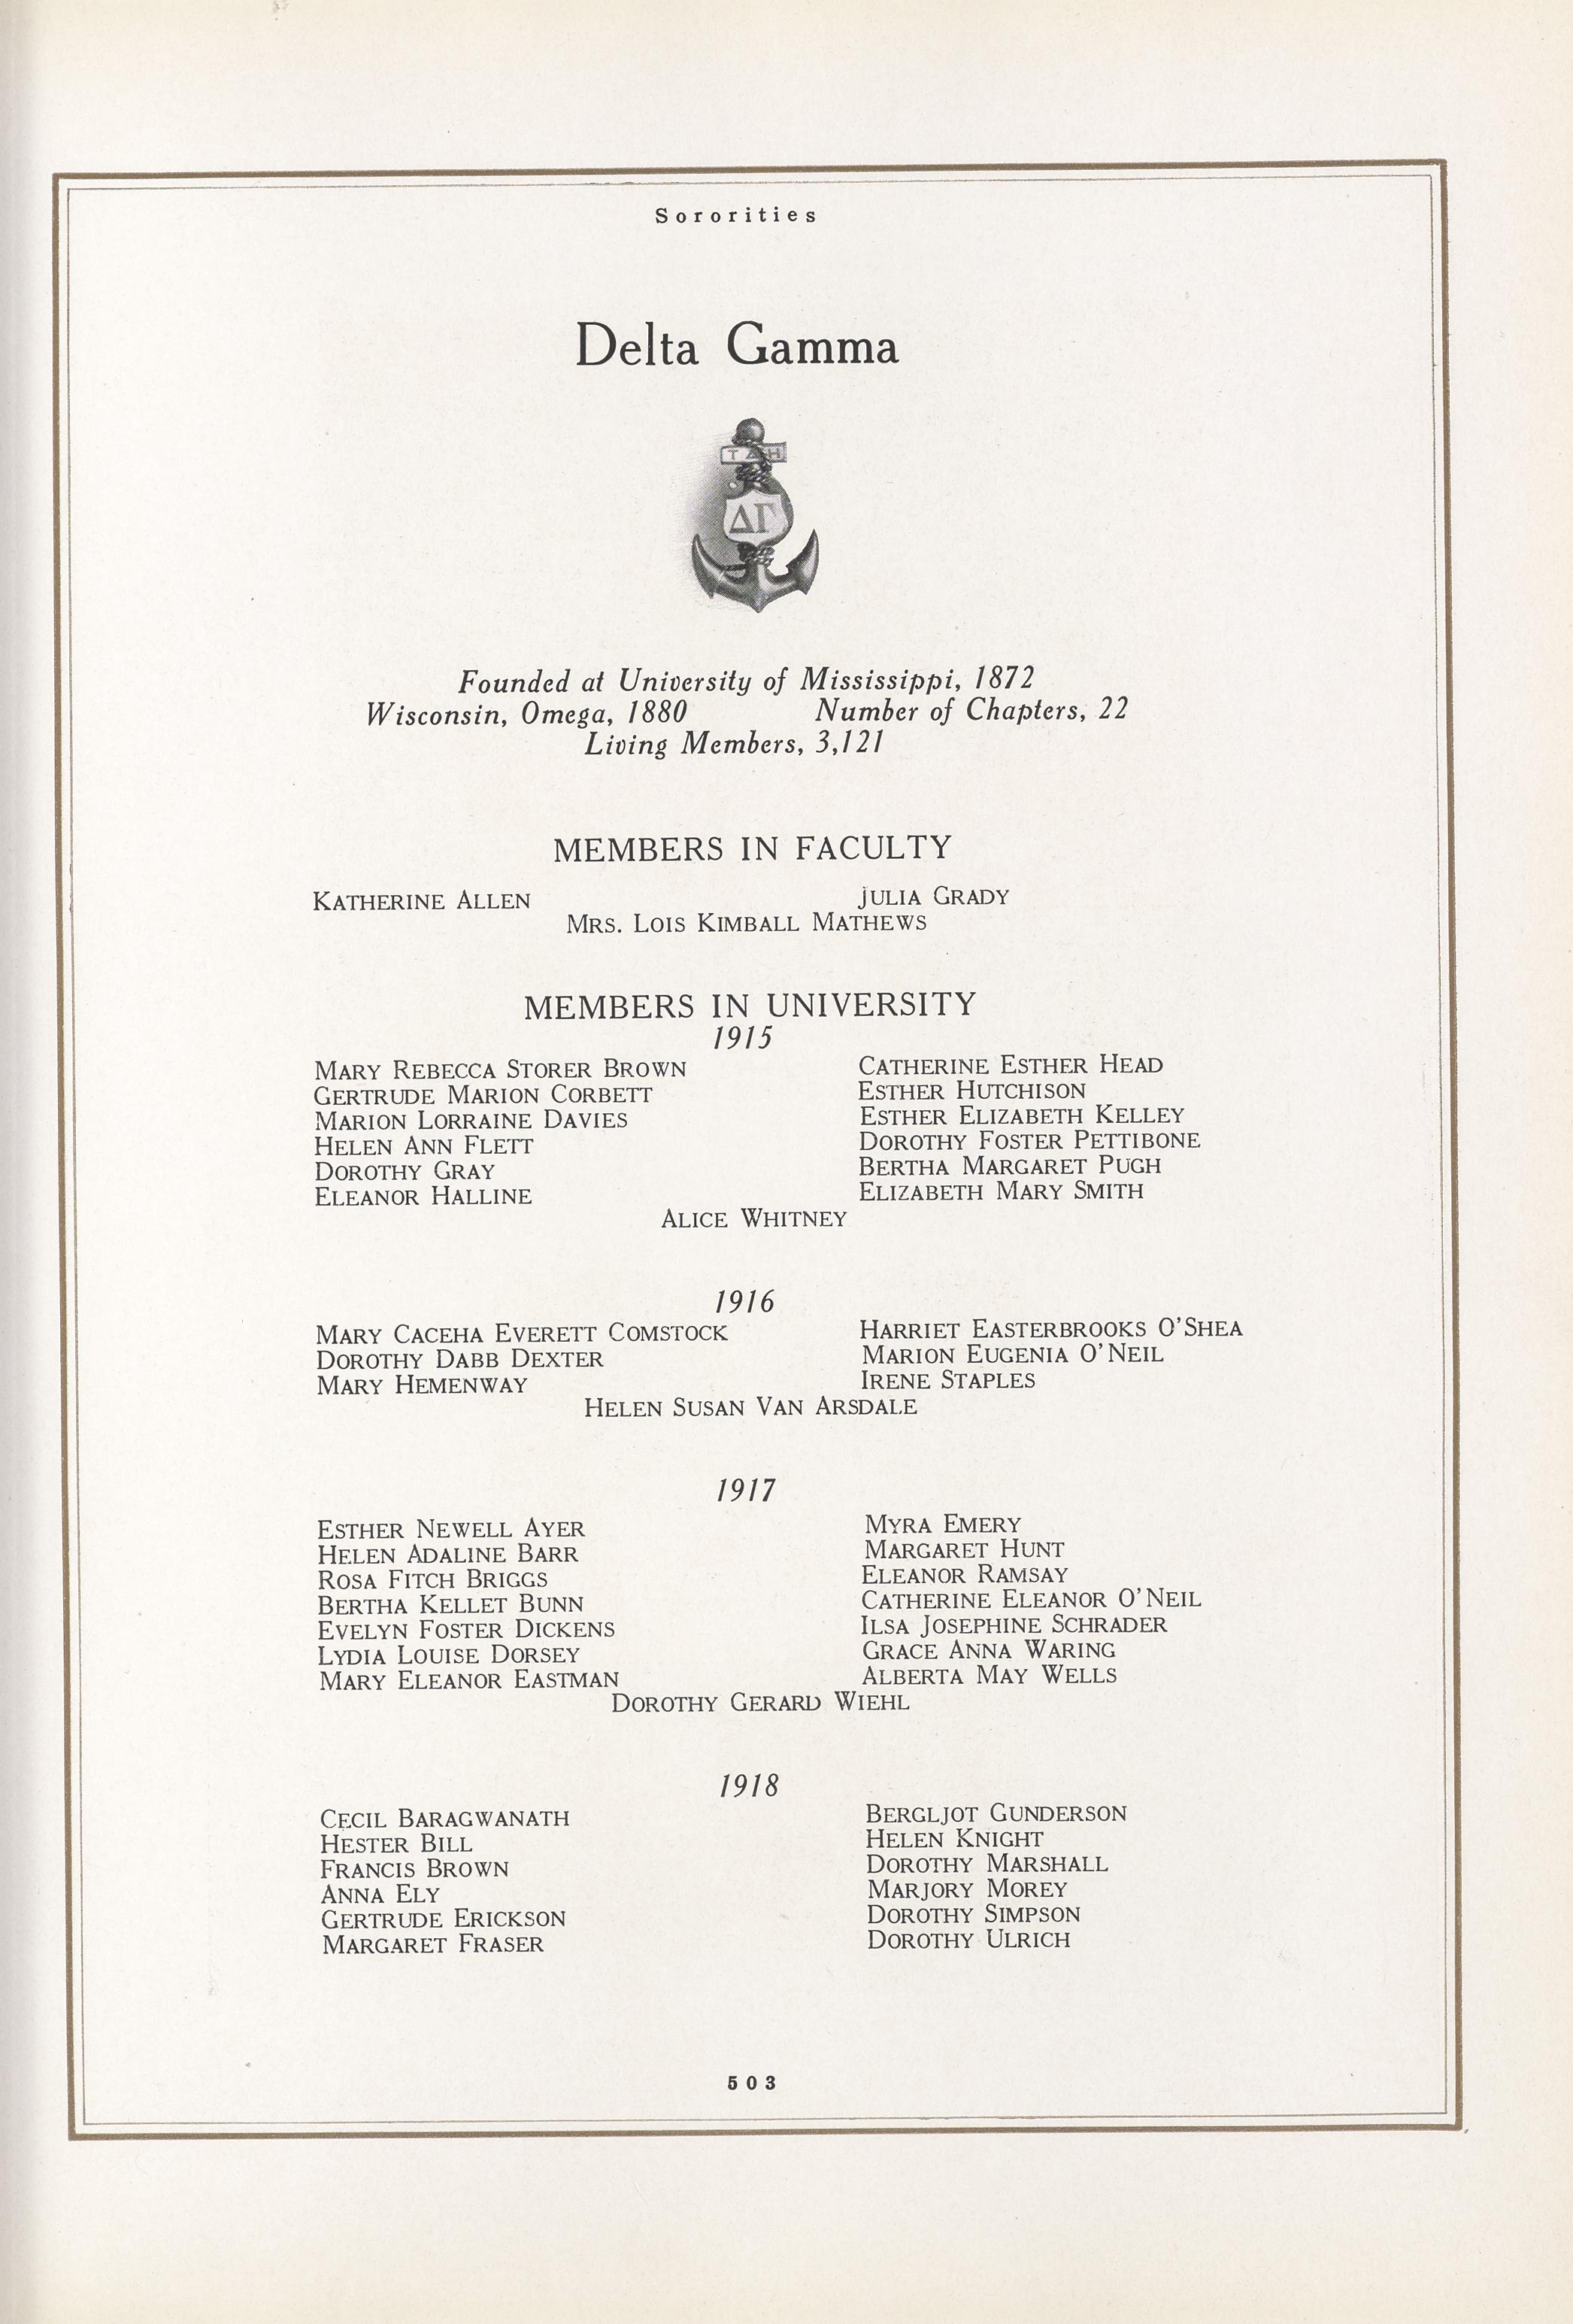 Sororities
Delta Gamma
Τ Δ Η
ΔΓ
Founded at University of Mississippi, 1872
Wisconsin, Omega, 1880 Number of Chapters, 22
Living Members, 3,121
MEMBERS IN FACULTY
KATHERINE ALLEN JULIA GRADY
MRS. LOIS KIMBALL MATHEWS
MEMBERS IN UNIVERSITY
1915
MARY REBECCA STORER BROWN CATHERINE ESTHER HEAD
GERTRUDE MARION CORBETT ESTHER HUTCHISON
MARION LORRAINE DAVIES ESTHER ELIZABETH KELLEY
HELEN ANN FLETT DOROTHY FOSTER PETTIBONE
DOROTHY GRAY BERTHA MARGARET PUGH
ELEANOR HALLINE ELIZABETH MARY SMITH
ALICE WHITNEY
1916
MARY CACEHA EVERETT COMSTOCK HARRIET EASTERBROOKS O'SHEA
DOROTHY DABB DEXTER MARION EUGENIA O'NEIL
MARY HEMENWAY IRENE STAPLES
HELEN SUSAN VAN ARSDALE
1917
ESTHER NEWELL AYER MYRA EMERY
HELEN ADALINE BARR MARGARET HUNT
ROSA FITCH BRIGGS ELEANOR RAMSAY
BERTHA KELLET BUNN CATHERINE ELEANOR O'NEIL
EVELYN FOSTER DICKENS ILSA JOSEPHINE SCHRADER
LYDIA LOUISE DORSEY GRACE ANNA WARING
MARY ELEANOR EASTMAN ALBERTA MAY WELLS
DOROTHY GERARD WIEHL
1918
CECIL BARAGWANATH BERGLJOT GUNDERSON
HESTER BILL HELEN KNIGHT
FRANCIS BROWN DOROTHY MARSHALL
ANNA ELY MARJORY MOREY
GERTRUDE ERICKSON DOROTHY SIMPSON
MARGARET FRASER DOROTHY ULRICH
503